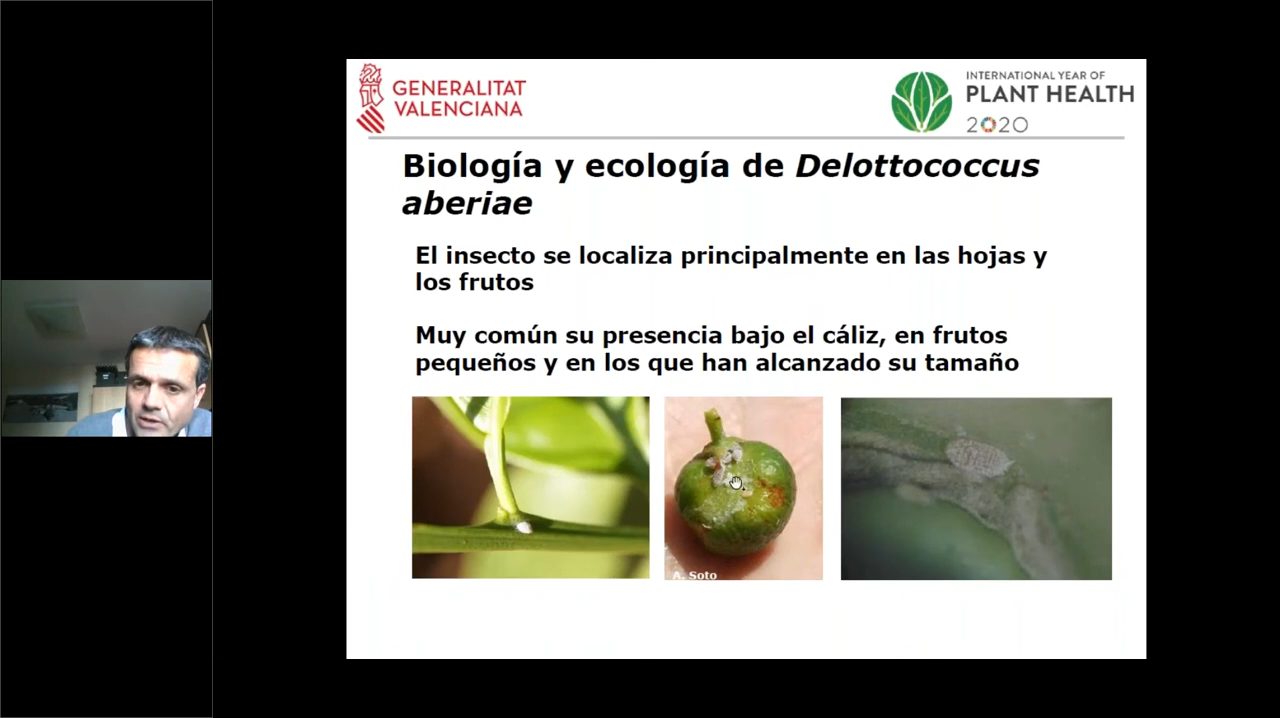 GENERALITAT
VALENCIANA
INTERNATIONAL YEAR OF
PLANT HEALTH
2020
Biología y ecología de Delottococcus
aberiae
El insecto se localiza principalmente en las hojas y
los frutos
Muy común su presencia bajo el cáliz, en frutos
pequeños y en los que han alcanzado su tamaño
A. Soto